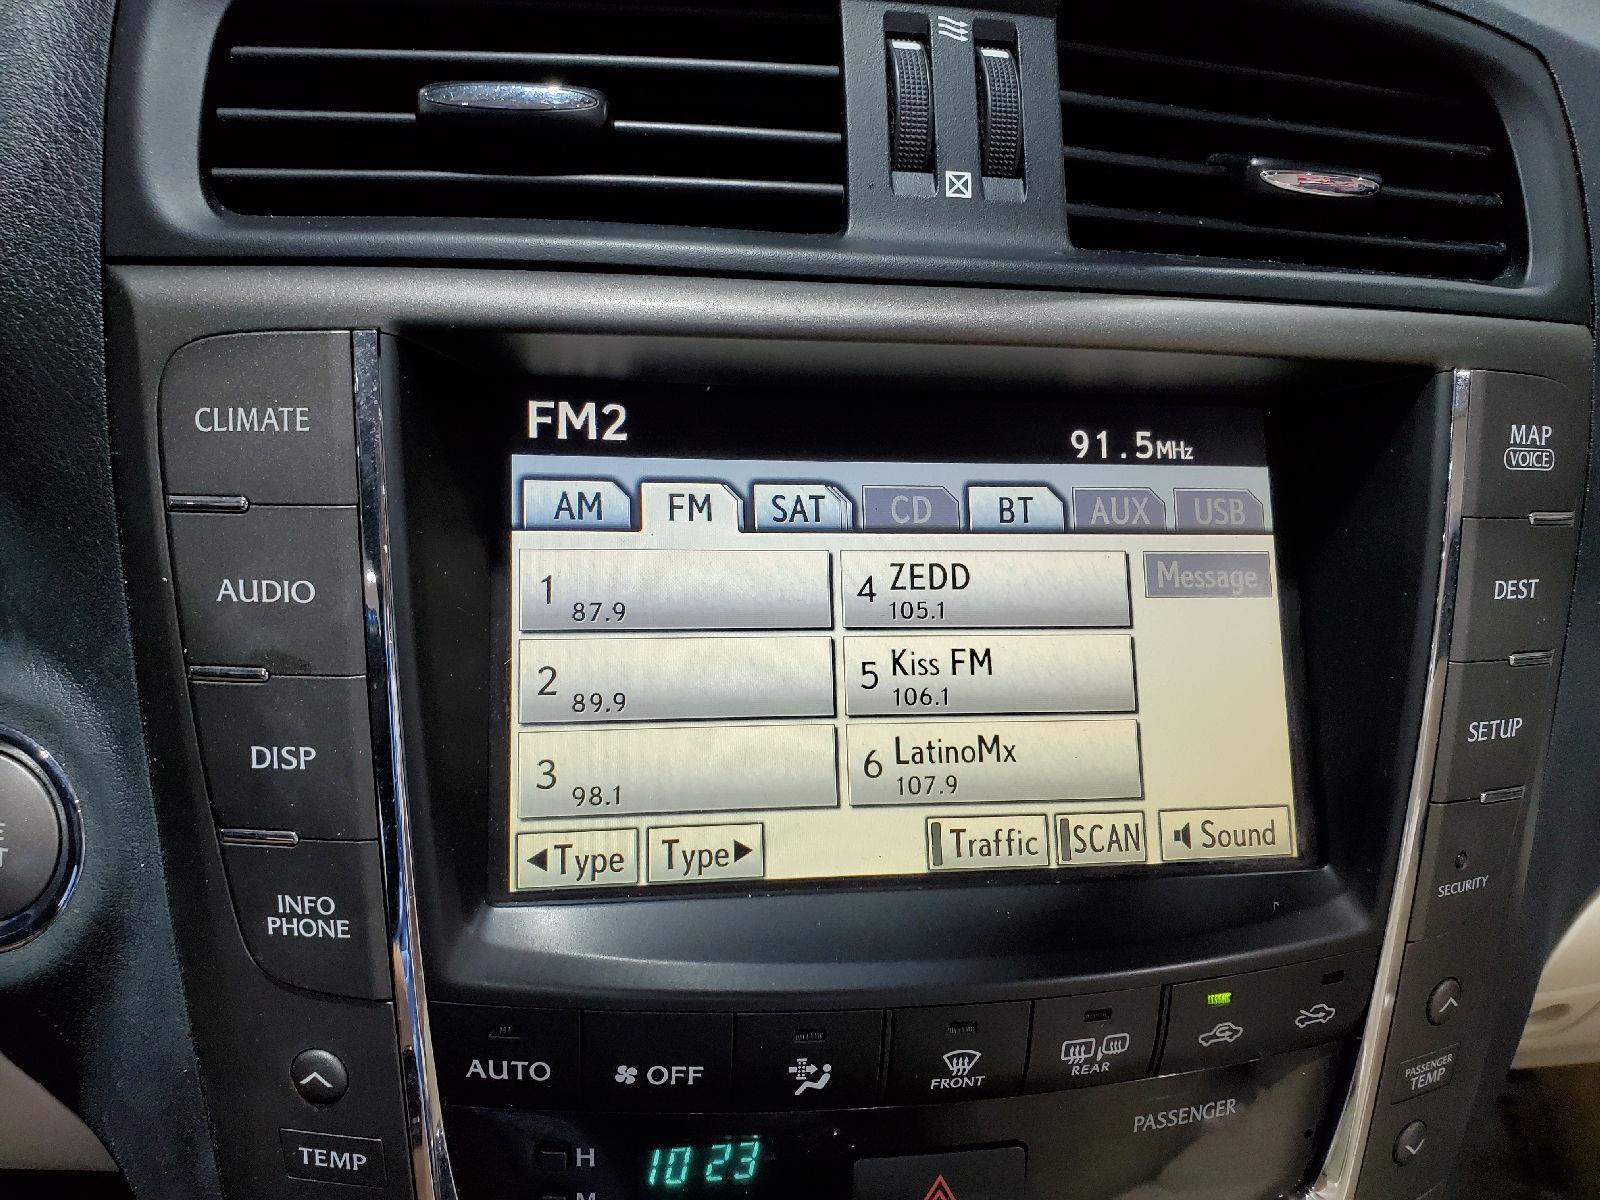 CLIMATE
AUDIO
DISP
INFO
PHONE
TEMP
FM2
91.5MHz
AM FM SAT CD BT AUX USB
1 87.9
2 89.9
3 98.1
4 ZEDD
105.1
5 Kiss FM
106.1
6 LatinoMx
107.9
Message
◀Type Type▶ Traffic SCAN Sound
MAP
VOICE
DEST
SETUP
SECURITY
AUTO OFF
FRONT
REAR
PASSENGER
TEMP
PASSENGER
H 10 23
M